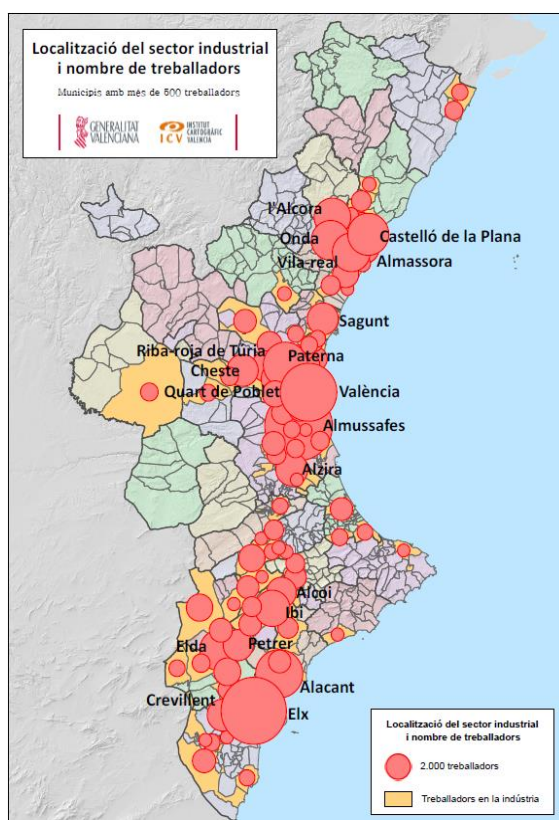 Localització del sector industrial
i nombre de treballadors
Municipis amb més de 500 treballadors
GENERALITAT
VALENCIANA
ICV
INSTITUT
CARTOGRÀFIC
VALENCIÀ
l'Alcora
Onda
Castelló de la Plana
Vila-real
Almassora
Sagunt
Riba-roja de Túria
Paterna
Cheste
Quart de Poblet
València
Almussafes
Alzira
Alcoi
Ibi
Elda
Petrer
Alacant
Crevillent
Elx
Localització del sector industrial
i nombre de treballadors
2.000 treballadors
Treballadors en la indústria